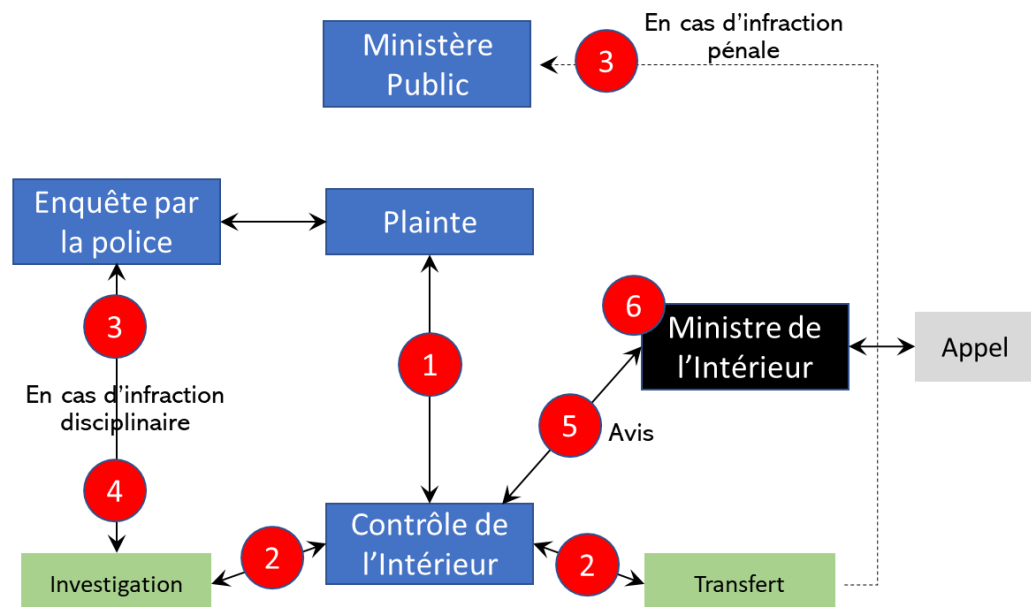 En cas d'infraction
pénale
Ministère
Public
3
Enquête par
la police
Plainte
6
Ministre de
l'Intérieur
Appel
3
1
En cas d'infraction
disciplinaire
5
Avis
4
Contrôle de
l'Intérieur
2
2
Investigation
Transfert